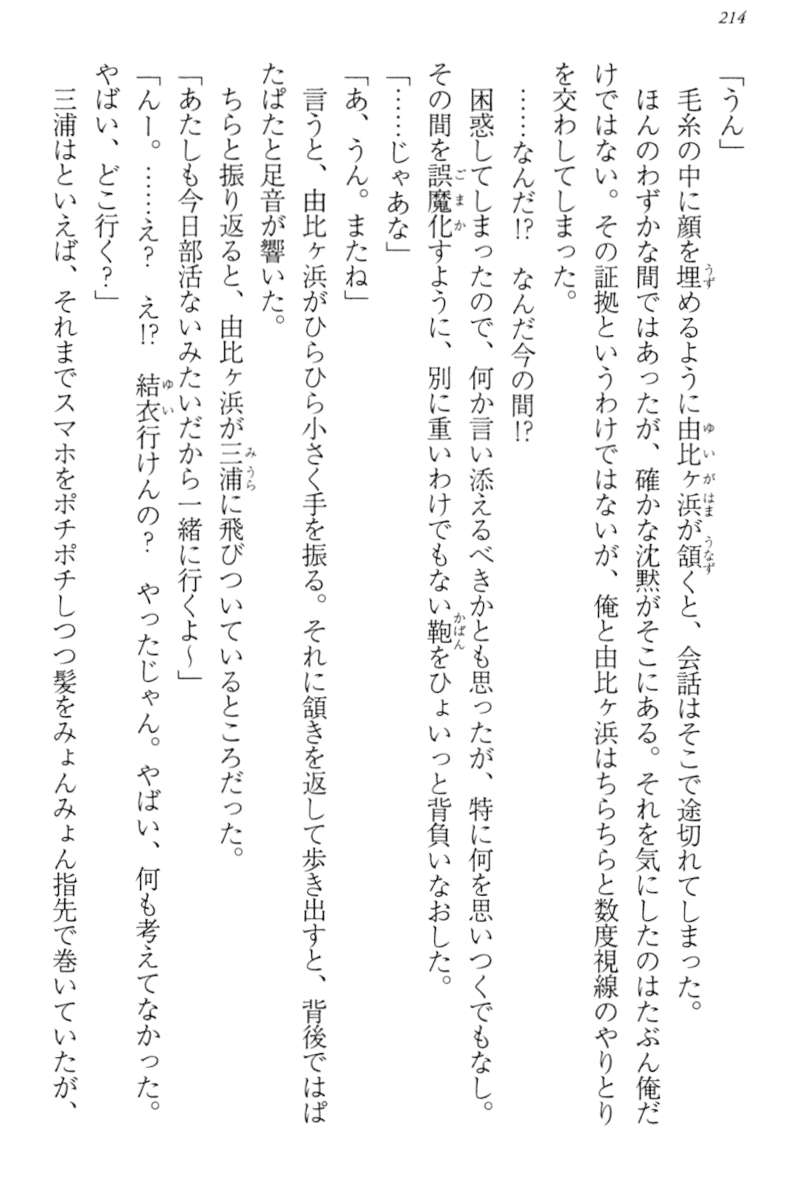 214
「うん」
毛糸の中に顔を埋めるように由比ヶ浜が頷くと、会話はそこで途切れてしまった。
ほんのわずかな間ではあったが、確かな沈黙がそこにある。それを気にしたのはたぶん俺だ
けではない。その証拠というわけではないが、俺と由比ヶ浜はちらちらと数度視線のやりとり
を交わしてしまった。
……なんだ!?　なんだ今の間!?
困惑してしまったので、何か言い添えるべきかとも思ったが、特に何を思いつくでもなし。
その間を誤魔化すように、別に重いわけでもない鞄をひょいっと背負いなおした。
「……じゃあな」
「あ、うん。またね」
言うと、由比ヶ浜がひらひら小さく手を振る。それに頷きを返して歩き出すと、背後ではぱ
たぱたと足音が響いた。
ちらと振り返ると、由比ヶ浜が三浦に飛びついているところだった。
「あたしも今日部活ないみたいだから一緒に行くよ～」
「んー。……え？　え!?　結衣行けんの？　やったじゃん。やばい、何も考えてなかった。
やばい、どこ行く？」
三浦はといえば、それまでスマホをポチポチしつつ髪をみょんみょん指先で巻いていたが、